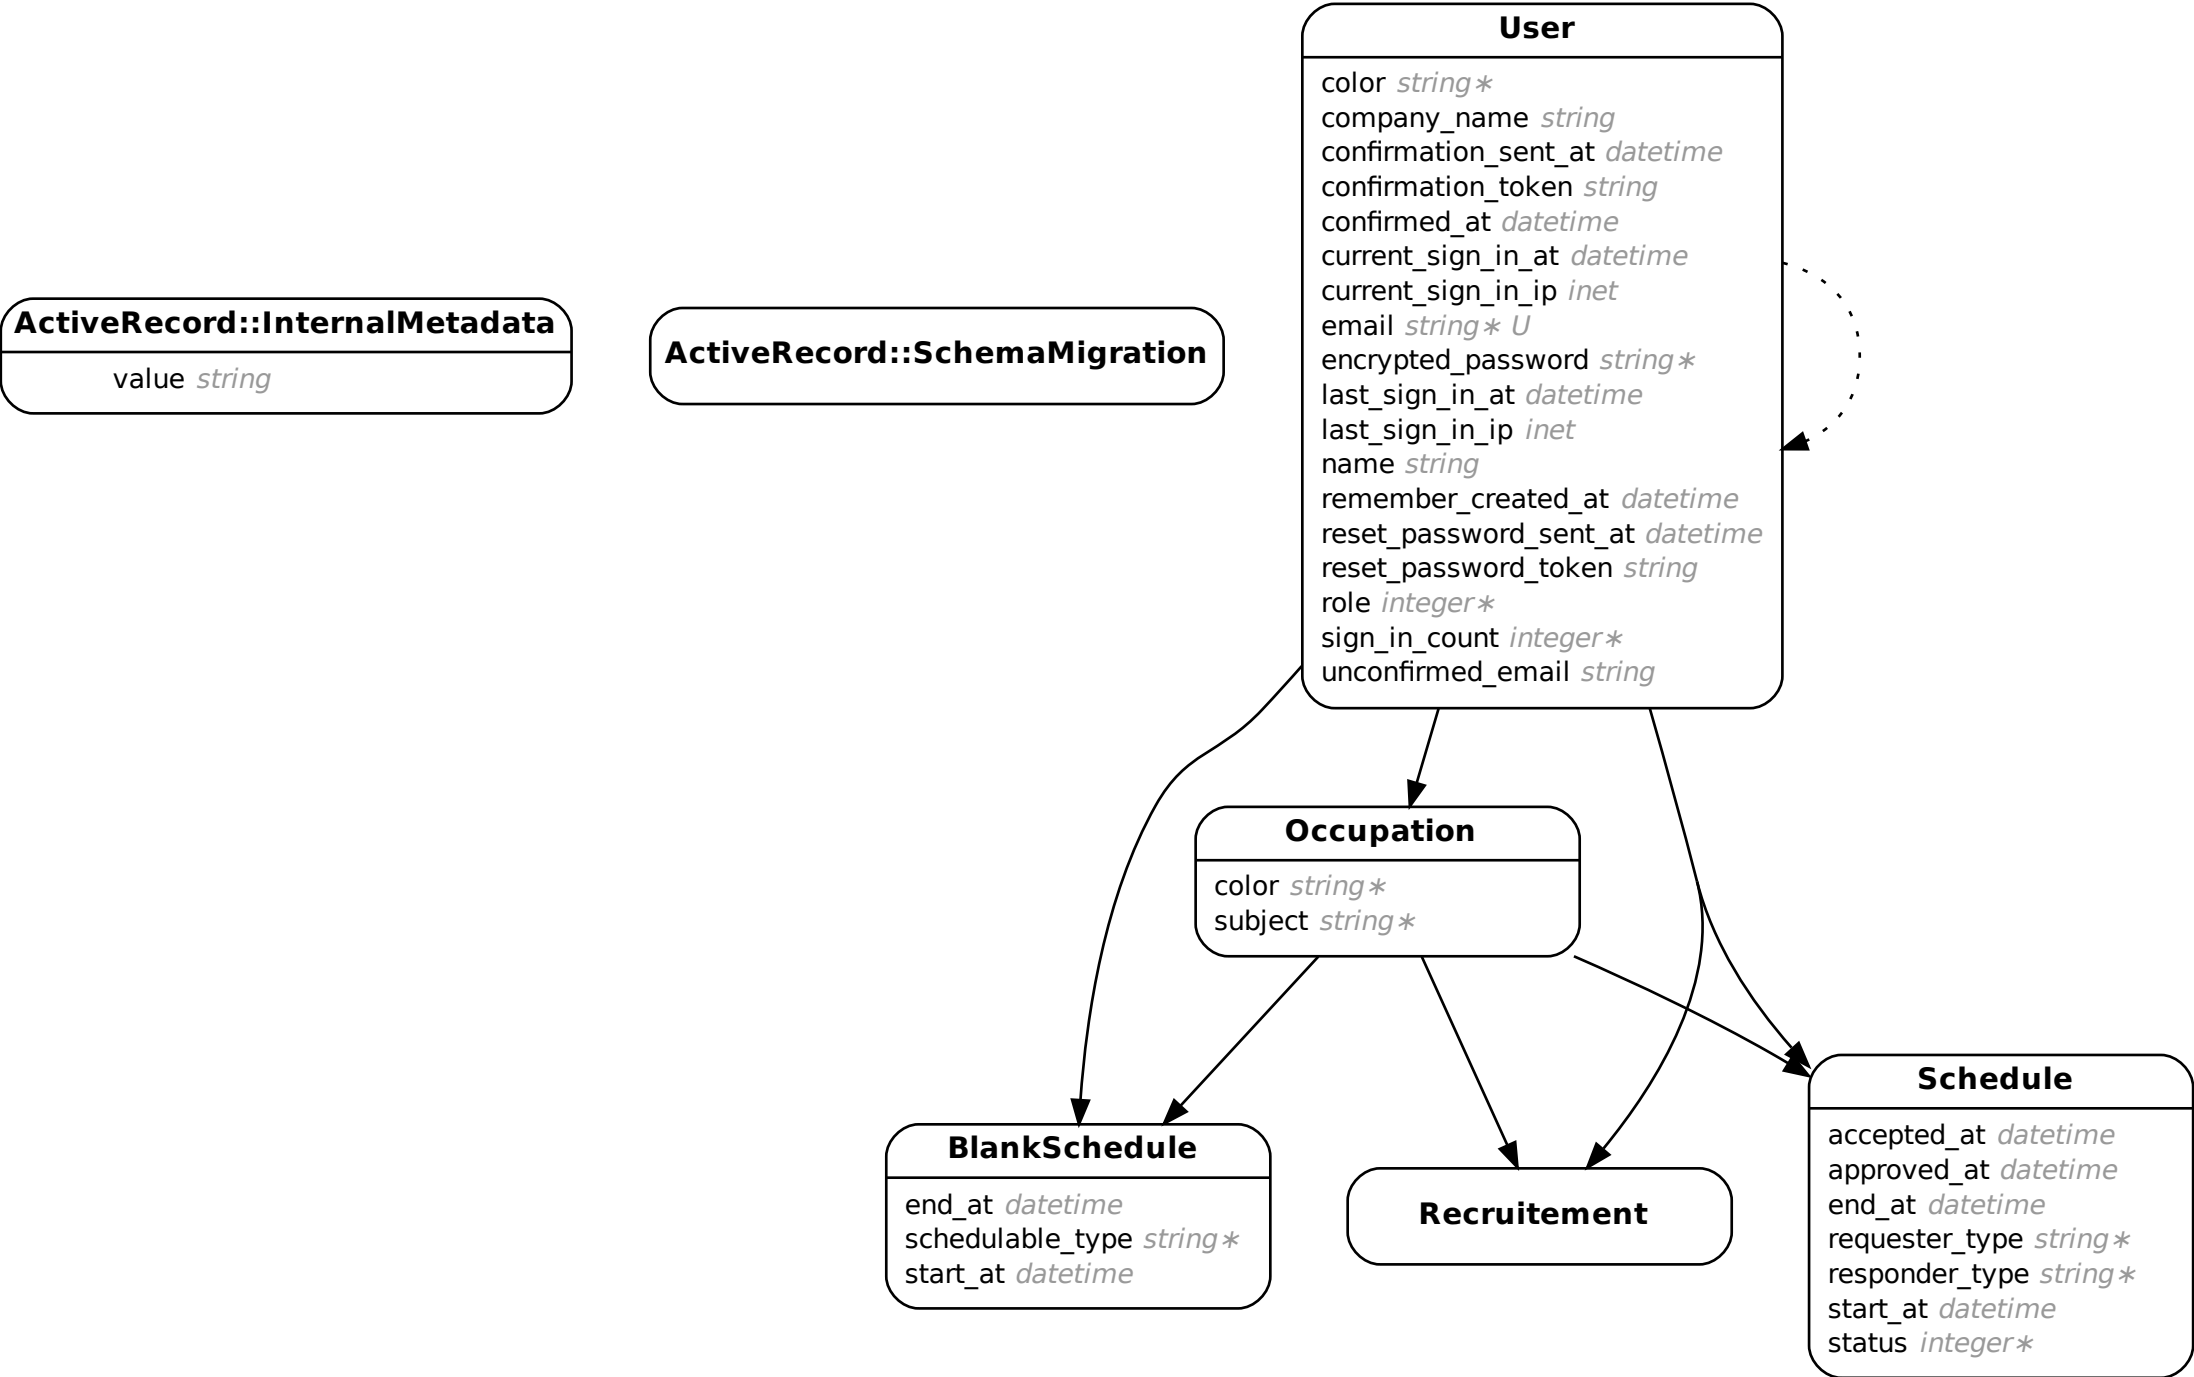 User
color string∗
company_name string
confirmation_sent_at datetime
confirmation_token string
confirmed_at datetime
current_sign_in_at datetime
current_sign_in_ip inet
email string∗ U
encrypted_password string∗
last_sign_in_at datetime
last_sign_in_ip inet
name string
remember_created_at datetime
reset_password_sent_at datetime
reset_password_token string
role integer∗
sign_in_count integer∗
unconfirmed_email string
ActiveRecord::InternalMetadata
value string
ActiveRecord::SchemaMigration
Occupation
color string∗
subject string∗
BlankSchedule
end_at datetime
schedulable_type string∗
start_at datetime
Recruitement
Schedule
accepted_at datetime
approved_at datetime
end_at datetime
requester_type string∗
responder_type string∗
start_at datetime
status integer∗